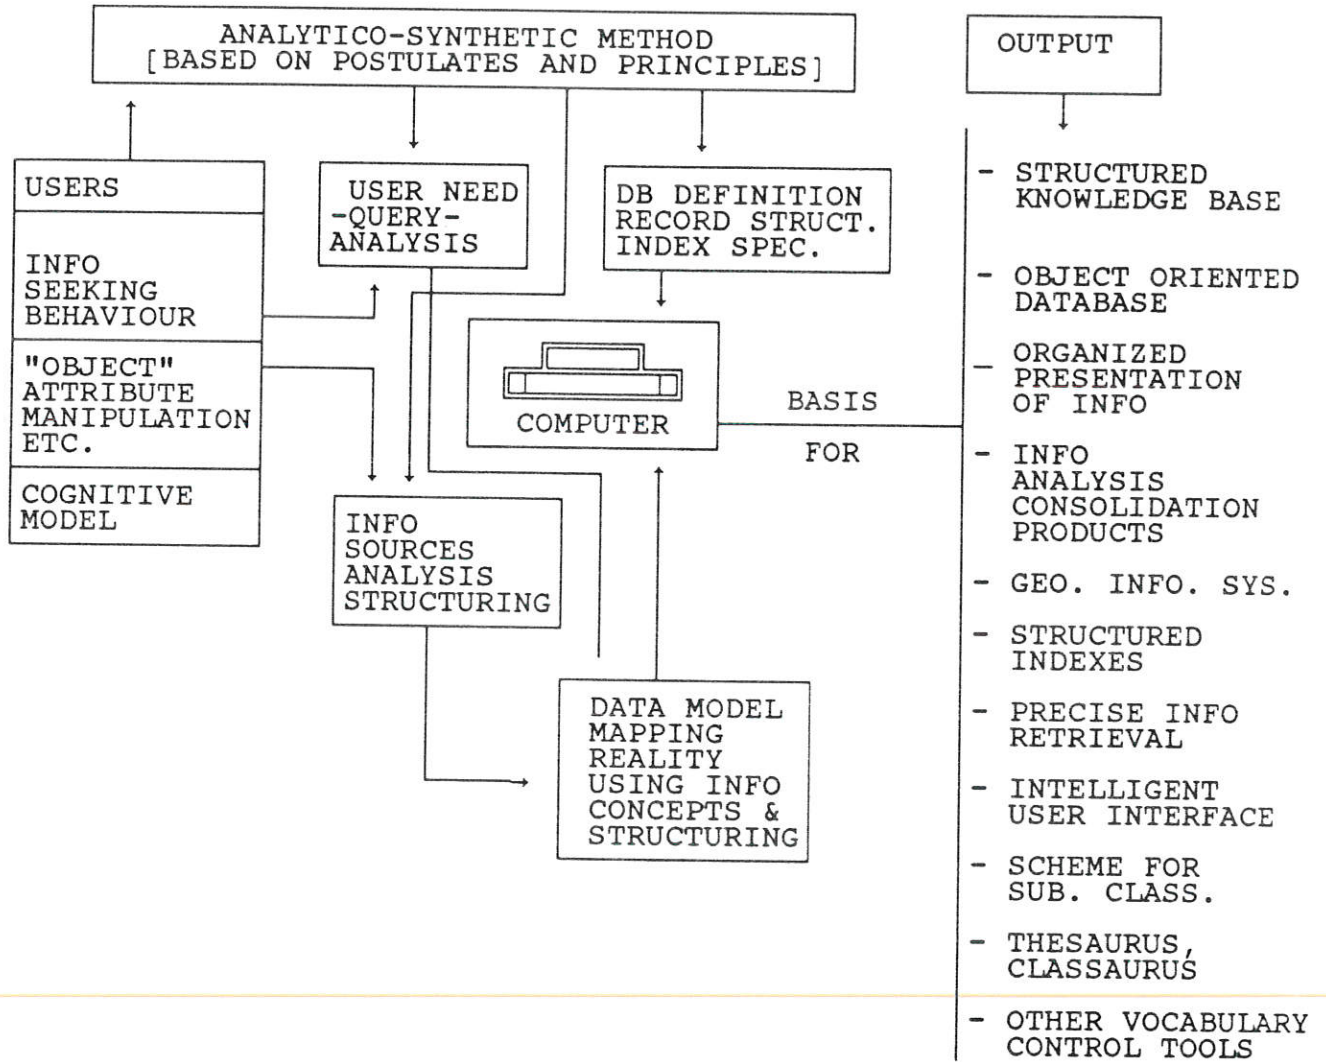 ANALYTICO-SYNTHETIC METHOD
[BASED ON POSTULATES AND PRINCIPLES]
OUTPUT
USERS
INFO
SEEKING
BEHAVIOUR
"OBJECT"
ATTRIBUTE
MANIPULATION
ETC.
COGNITIVE
MODEL
USER NEED
-QUERY-
ANALYSIS
DB DEFINITION
RECORD STRUCT.
INDEX SPEC.
COMPUTER
BASIS
FOR
INFO
SOURCES
ANALYSIS
STRUCTURING
DATA MODEL
MAPPING
REALITY
USING INFO
CONCEPTS &
STRUCTURING
- STRUCTURED
KNOWLEDGE BASE
- OBJECT ORIENTED
DATABASE
- ORGANIZED
PRESENTATION
OF INFO
- INFO
ANALYSIS
CONSOLIDATION
PRODUCTS
- GEO. INFO. SYS.
- STRUCTURED
INDEXES
- PRECISE INFO
RETRIEVAL
- INTELLIGENT
USER INTERFACE
- SCHEME FOR
SUB. CLASS.
- THESAURUS,
CLASSAURUS
- OTHER VOCABULARY
CONTROL TOOLS